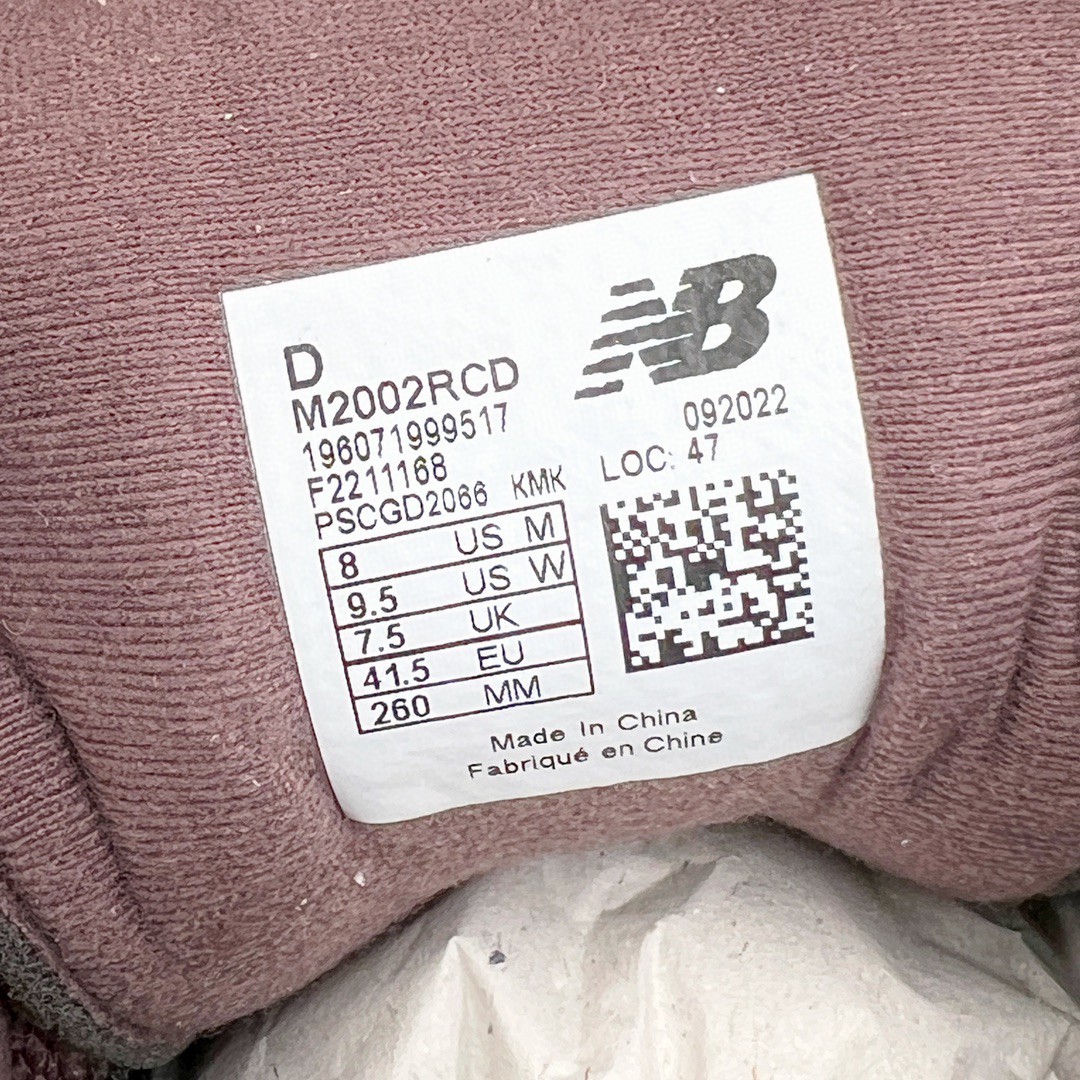 NB
D
M2002RCD
092022
196071999517
LOC: 47
F2211168
PSCGD2066 KMK
8 US M
9.5 US W
7.5 UK
41.5 EU
260 MM
Made In China
Fabriqué en Chine